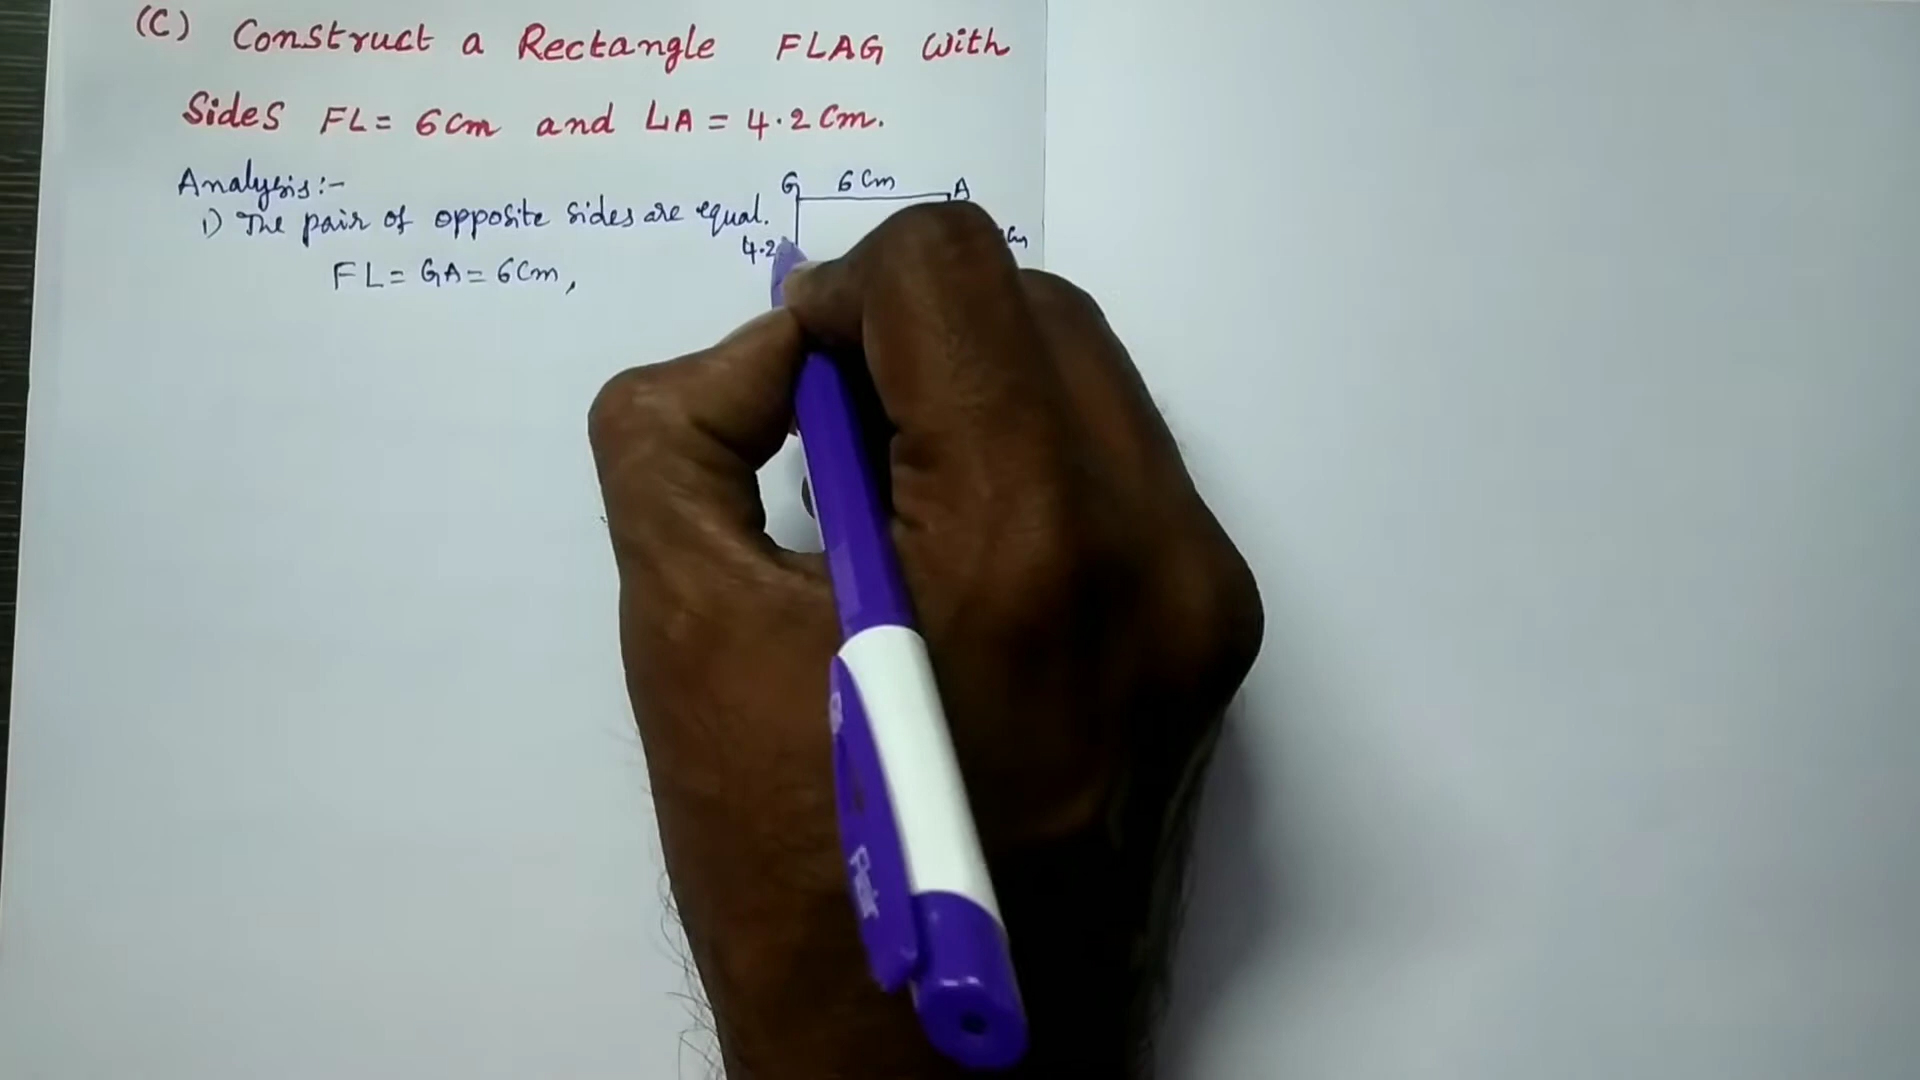 (C) Construct a Rectangle FLAG with
Sides FL = 6cm and LA = 4.2 Cm.
Analysis:-
G 6 Cm A
1) The pair of opposite sides are equal.
4.2
FL = GA = 6Cm,
Flair